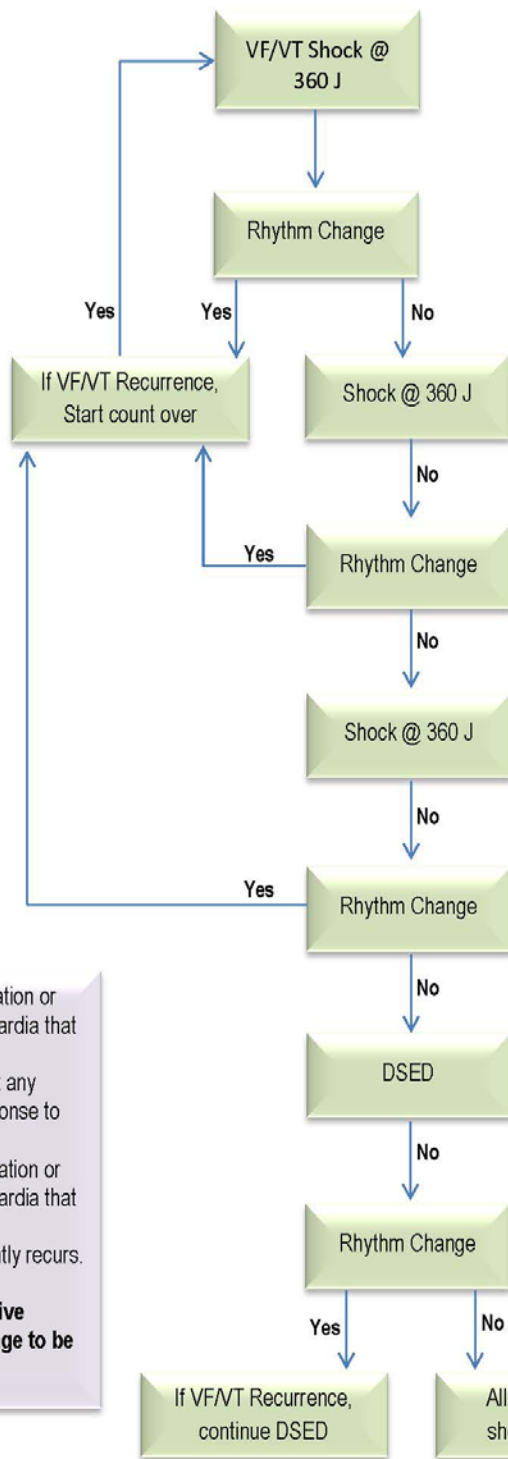 VF/VT Shock @
360 J
Rhythm Change
Yes
Yes
No
If VF/VT Recurrence,
Start count over
Shock @ 360 J
No
Yes
Rhythm Change
No
Shock @ 360 J
No
Yes
Rhythm Change
No
DSED
No
Rhythm Change
Yes
No
If VF/VT Recurrence,
continue DSED
All
ation or
ardia that
any
onse to
ation or
ardia that
tly recurs.
ive
ge to be